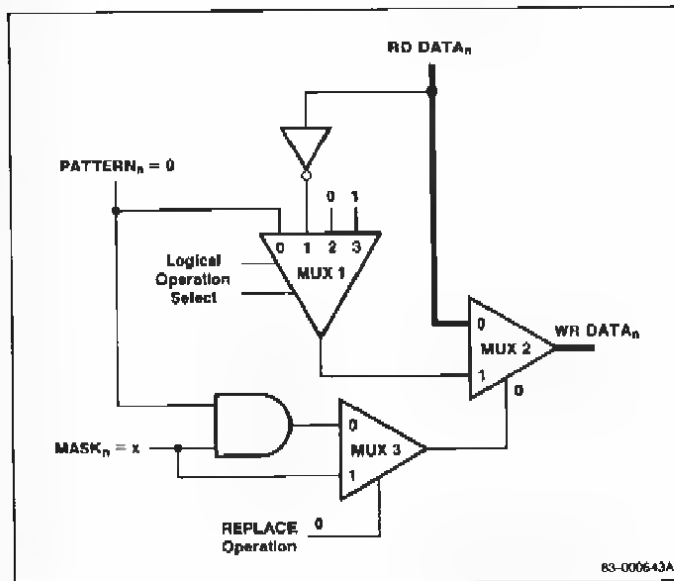 RD DATAn
PATTERNn = 0
0 1
0 1 2 3
MUX 1
Logical
Operation
Select
0
MUX 2
1
WR DATAn
0
0
MUX 3
1
MASKn = x
REPLACE
Operation
0
83-000643A